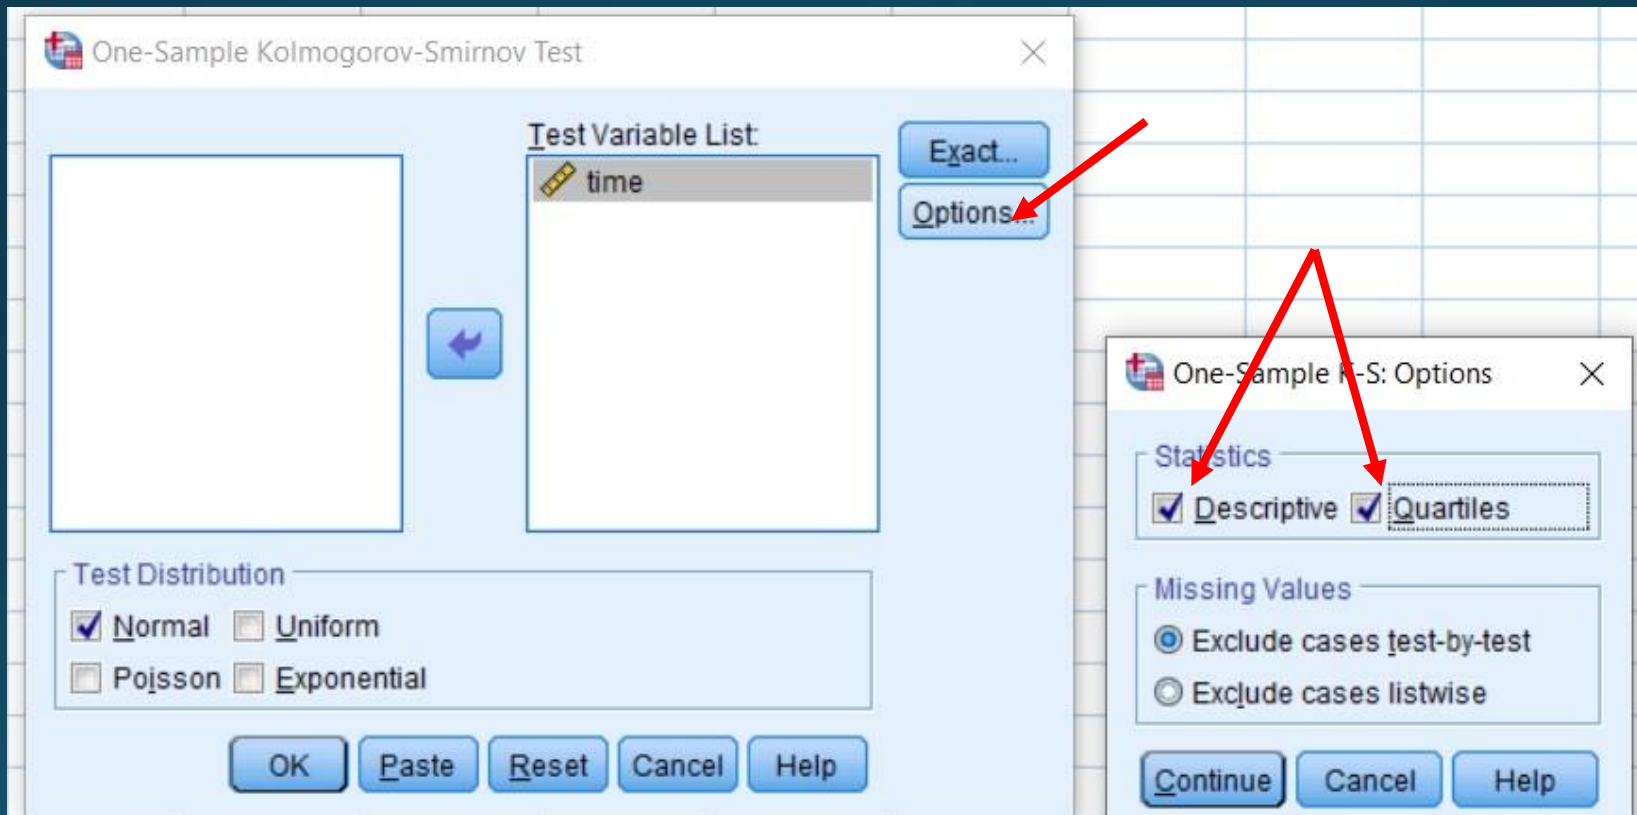 One-Sample Kolmogorov-Smirnov Test
Test Variable List:
time
Exact...
Options...
Test Distribution
Normal Uniform
Poisson Exponential
OK Paste Reset Cancel Help
One-Sample K-S: Options
Statistics
Descriptive Quartiles
Missing Values
Exclude cases test-by-test
Exclude cases listwise
Continue Cancel Help